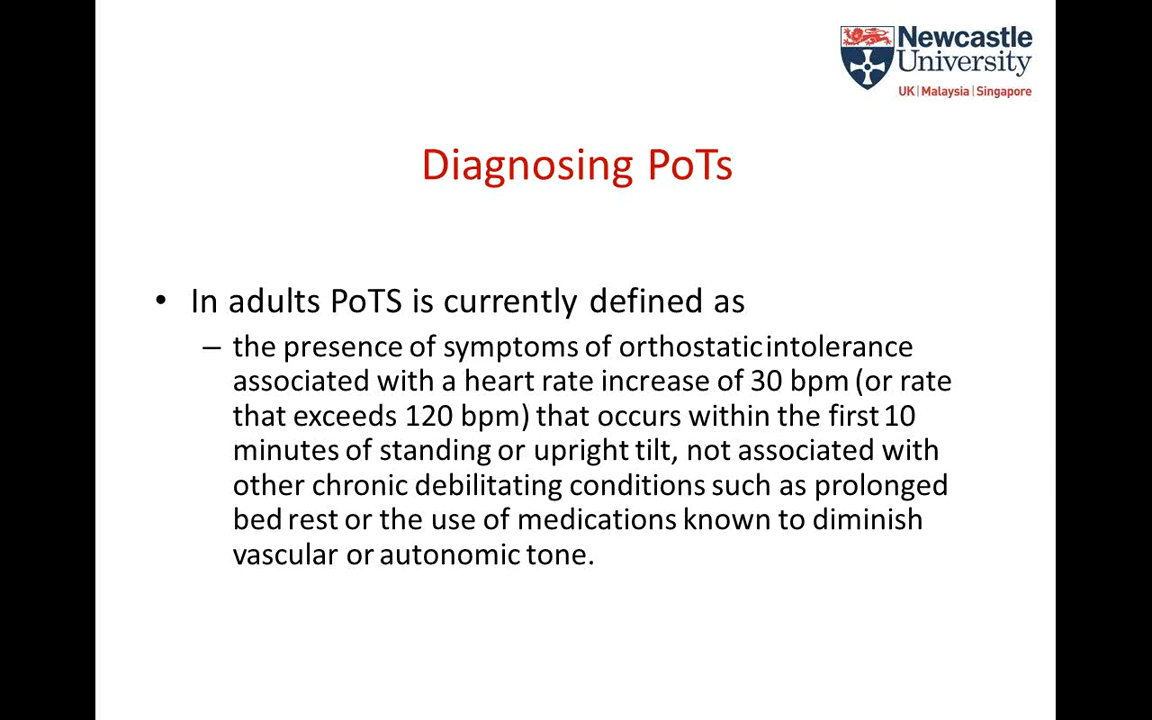 Newcastle
University
UK | Malaysia | Singapore
Diagnosing PoTs
• In adults PoTS is currently defined as
– the presence of symptoms of orthostatic intolerance
associated with a heart rate increase of 30 bpm (or rate
that exceeds 120 bpm) that occurs within the first 10
minutes of standing or upright tilt, not associated with
other chronic debilitating conditions such as prolonged
bed rest or the use of medications known to diminish
vascular or autonomic tone.